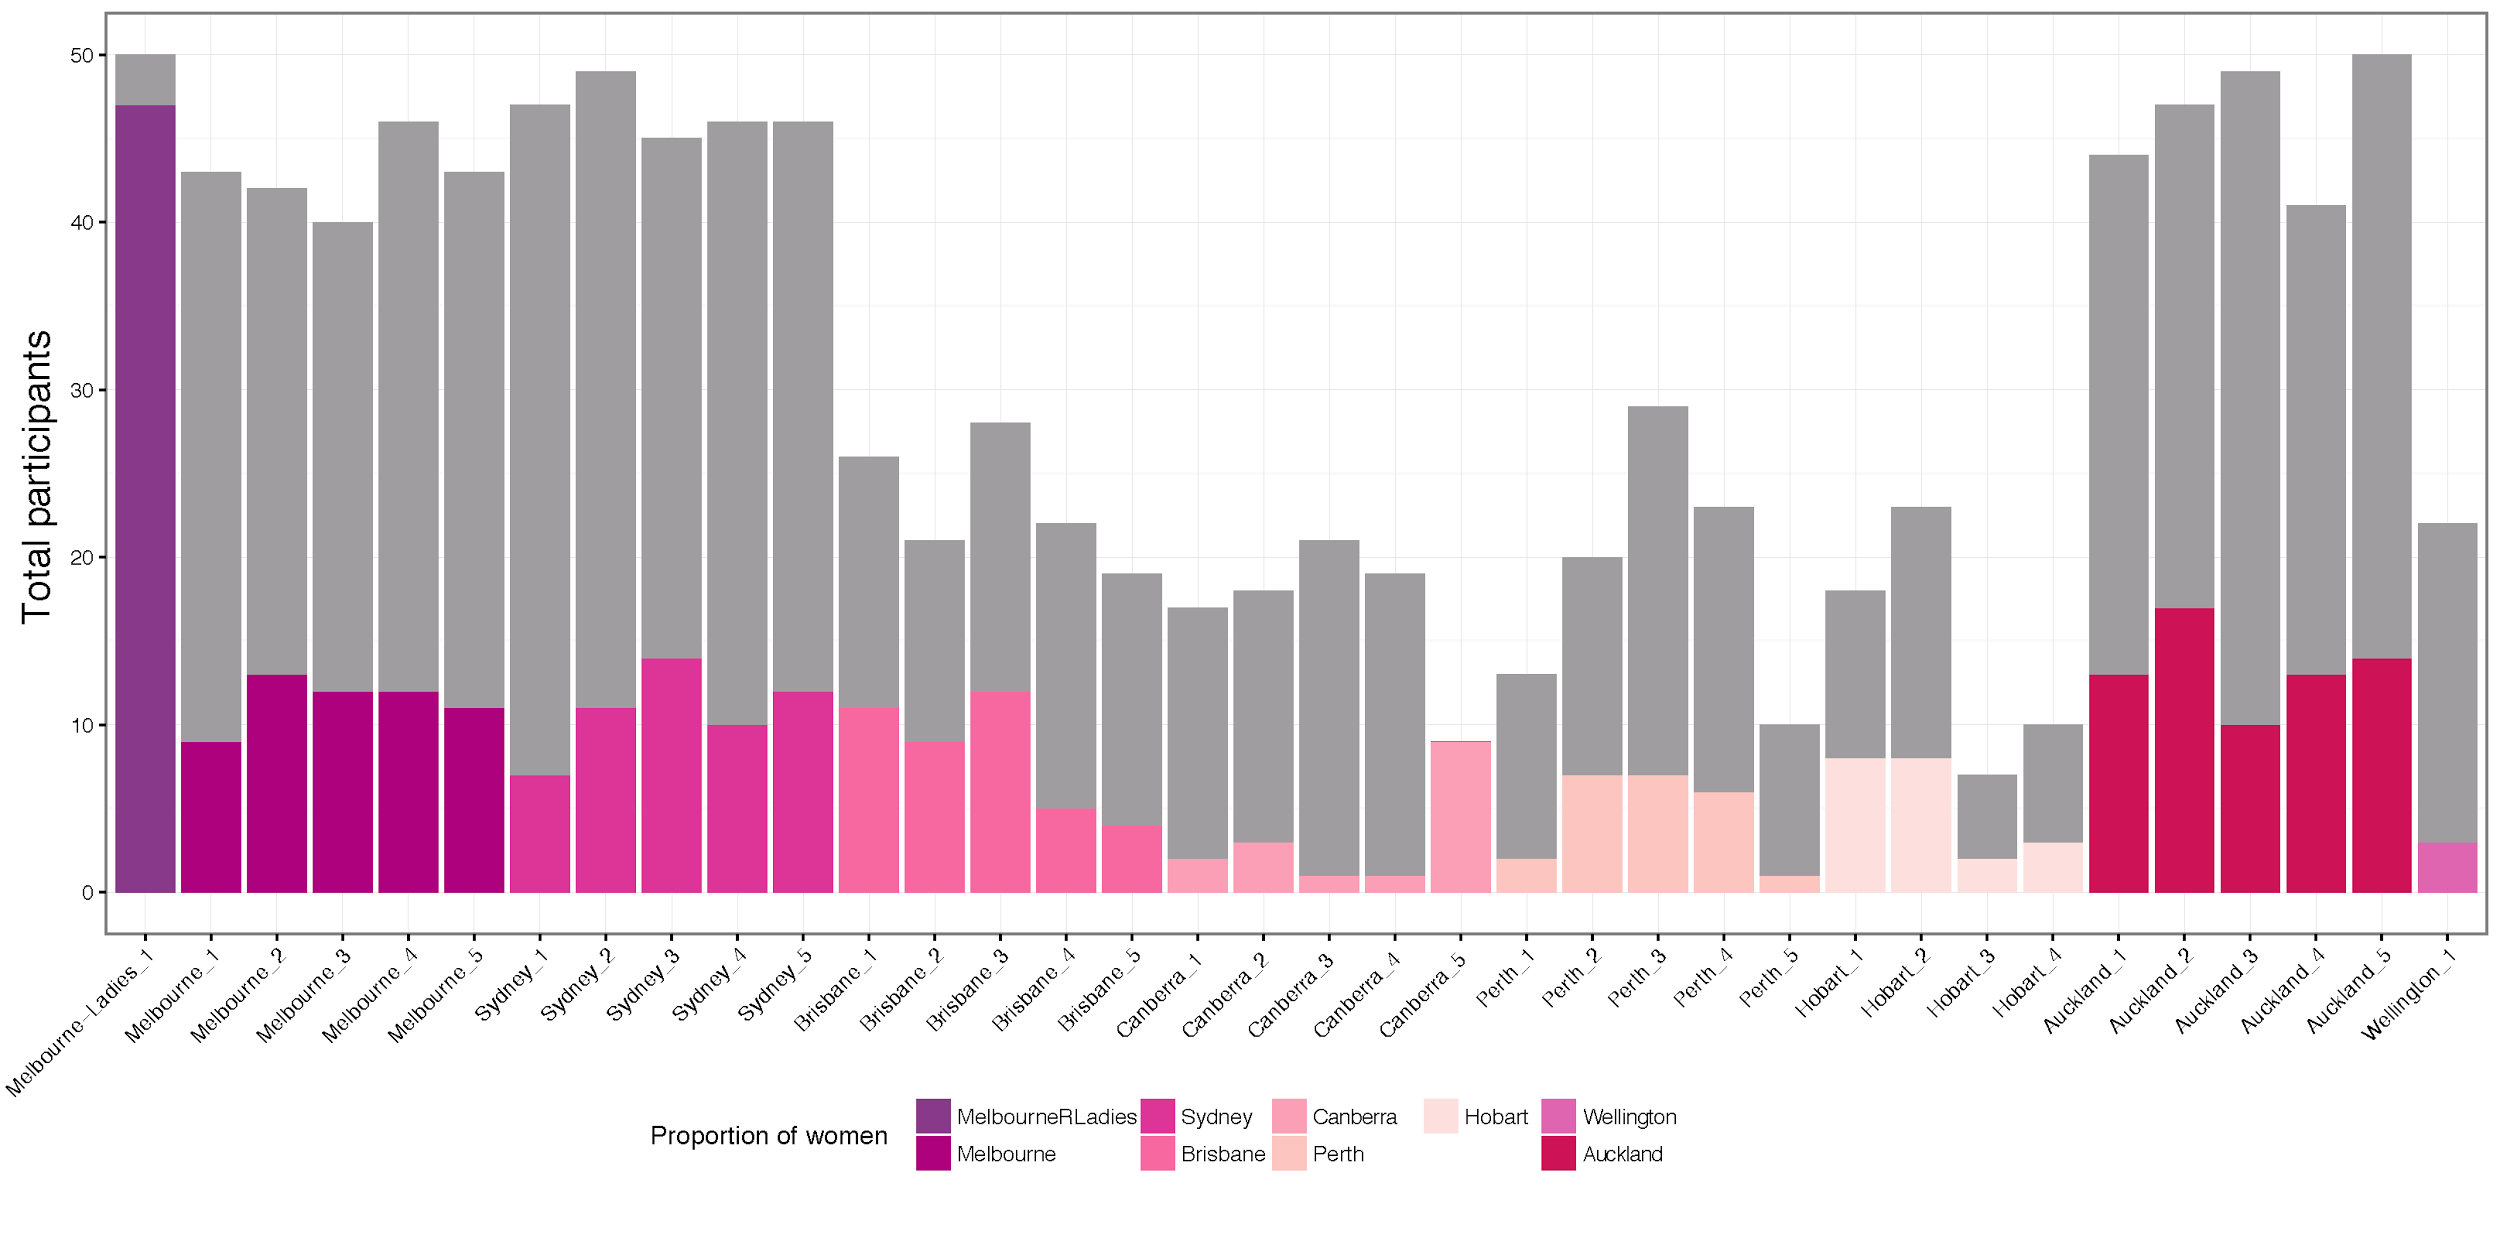 Total participants
50
40
30
20
10
0
Melbourne-Ladies_1
Melbourne_1
Melbourne_2
Melbourne_3
Melbourne_4
Melbourne_5
Sydney_1
Sydney_2
Sydney_3
Sydney_4
Sydney_5
Brisbane_1
Brisbane_2
Brisbane_3
Brisbane_4
Brisbane_5
Canberra_1
Canberra_2
Canberra_3
Canberra_4
Canberra_5
Perth_1
Perth_2
Perth_3
Perth_4
Perth_5
Hobart_1
Hobart_2
Hobart_3
Hobart_4
Auckland_1
Auckland_2
Auckland_3
Auckland_4
Auckland_5
Wellington_1
Proportion of women
MelbourneRLadies
Sydney
Canberra
Hobart
Wellington
Melbourne
Brisbane
Perth
Auckland